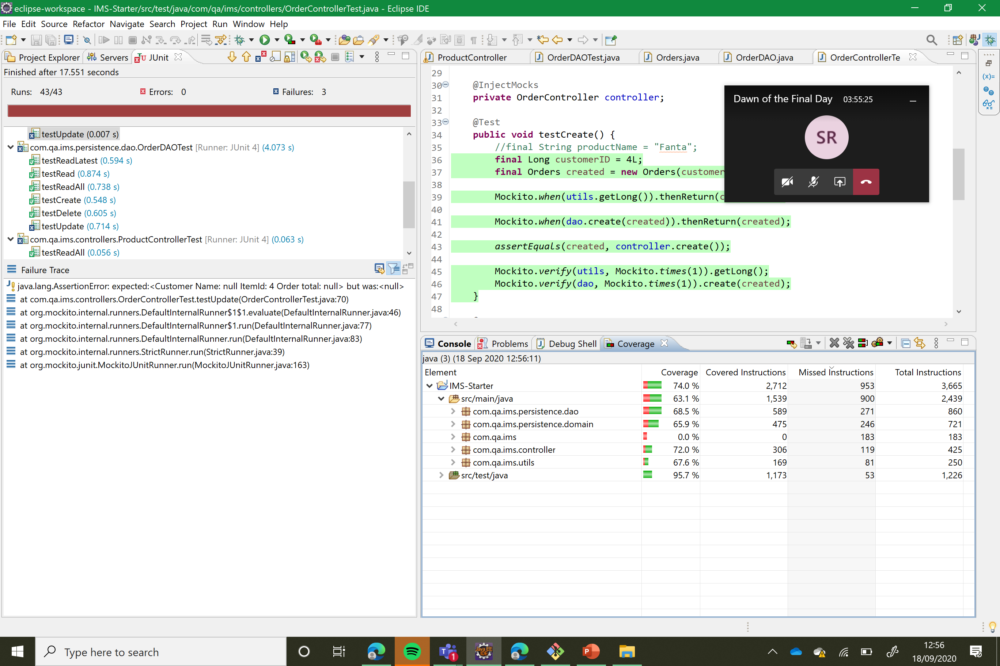 eclipse-workspace - IMS-Starter/src/test/java/com/qa/ims/controllers/OrderControllerTest.java - Eclipse IDE
File Edit Source Refactor Navigate Search Project Run Window Help
Project Explorer Servers JUnit
Finished after 17.551 seconds
Runs: 43/43 Errors: 0 Failures: 3
testUpdate (0.007 s)
com.qa.ims.persistence.dao.OrderDAOTest [Runner: JUnit 4] (4.073 s)
testReadLatest (0.594 s)
testRead (0.874 s)
testReadAll (0.738 s)
testCreate (0.548 s)
testDelete (0.605 s)
testUpdate (0.714 s)
com.qa.ims.controllers.ProductControllerTest [Runner: JUnit 4] (0.063 s)
testReadAll (0.056 s)
Failure Trace
java.lang.AssertionError: expected:<Customer Name: null ItemId: 4 Order total: null> but was:<null>
at com.qa.ims.controllers.OrderControllerTest.testUpdate(OrderControllerTest.java:70)
at org.mockito.internal.runners.DefaultInternalRunner$1$1.evaluate(DefaultInternalRunner.java:46)
at org.mockito.internal.runners.DefaultInternalRunner$1.run(DefaultInternalRunner.java:77)
at org.mockito.internal.runners.DefaultInternalRunner.run(DefaultInternalRunner.java:83)
at org.mockito.internal.runners.StrictRunner.run(StrictRunner.java:39)
at org.mockito.junit.MockitoJUnitRunner.run(MockitoJUnitRunner.java:163)
ProductController OrderDAOTest.java Orders.java OrderDAO.java OrderControllerTe
29
30 @InjectMocks
31 private OrderController controller;
32
33 @Test
34 public void testCreate() {
35 //final String productName = "Fanta";
36 final Long customerID = 4L;
37 final Orders created = new Orders(customer
38
39 Mockito.when(utils.getLong()).thenReturn(c
40
41 Mockito.when(dao.create(created)).thenReturn(created);
42
43 assertEquals(created, controller.create());
44
45 Mockito.verify(utils, Mockito.times(1)).getLong();
46 Mockito.verify(dao, Mockito.times(1)).create(created);
47 }
48
Dawn of the Final Day 03:55:25
SR
(x)=
Console Problems Debug Shell Coverage
java (3) (18 Sep 2020 12:56:11)
Element Coverage Covered Instructions Missed Instructions Total Instructions
IMS-Starter 74.0 % 2,712 953 3,665
src/main/java 63.1 % 1,539 900 2,439
com.qa.ims.persistence.dao 68.5 % 589 271 860
com.qa.ims.persistence.domain 65.9 % 475 246 721
com.qa.ims 0.0 % 0 183 183
com.qa.ims.controller 72.0 % 306 119 425
com.qa.ims.utils 67.6 % 169 81 250
src/test/java 95.7 % 1,173 53 1,226
Type here to search
T 1
Java EE
IDE
P
12:56
18/09/2020